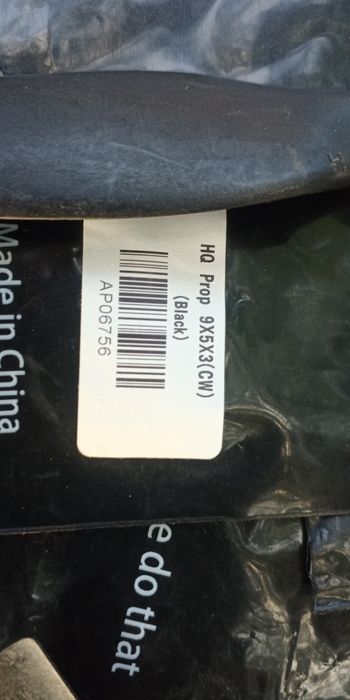 HQ Prop 9X5X3(CW)
(Black)
AP06756
Made in China
e do that